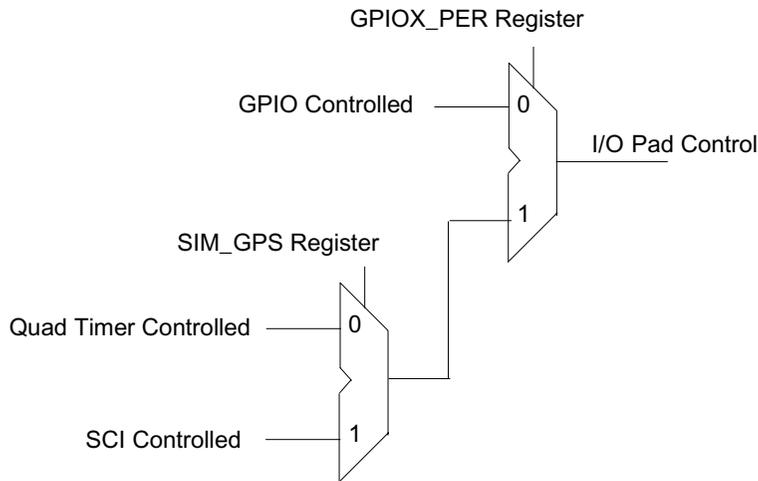 GPIOX_PER Register
GPIO Controlled
0
I/O Pad Control
1
SIM_GPS Register
Quad Timer Controlled
0
SCI Controlled
1